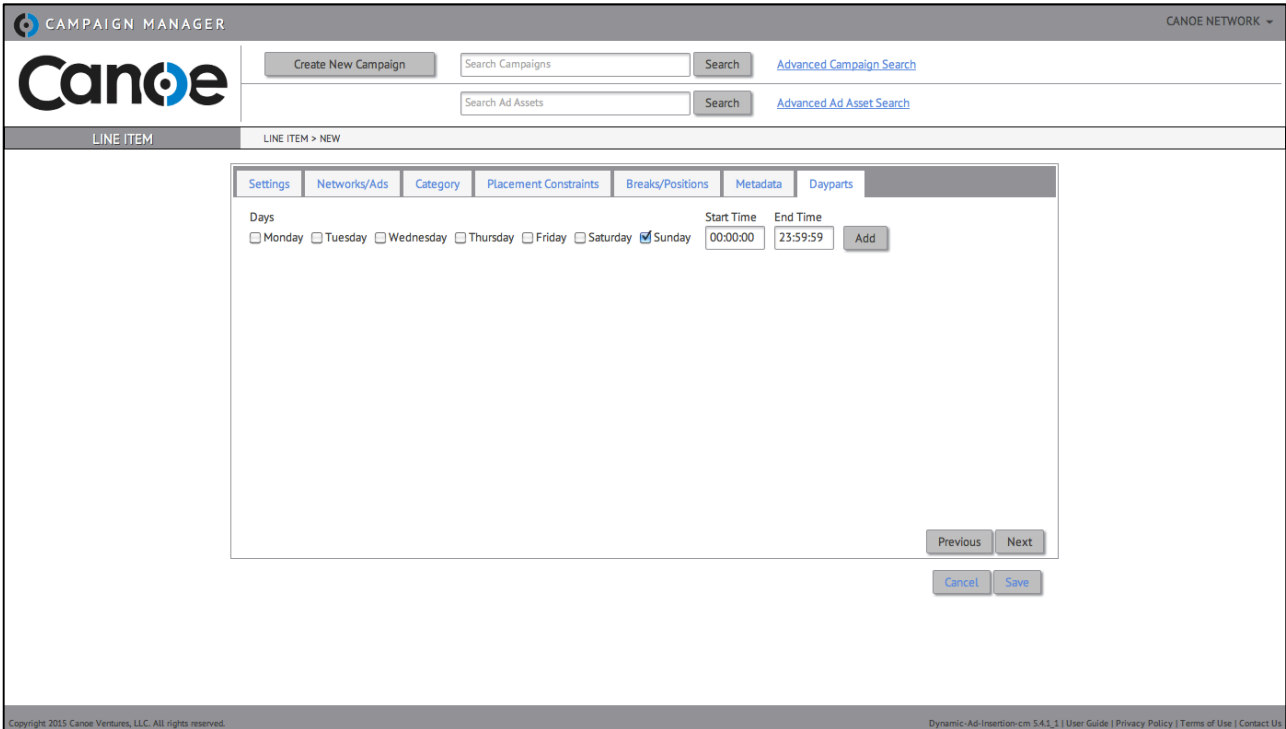 CAMPAIGN MANAGER
CANOE NETWORK
Canoe
Create New Campaign
Search Campaigns
Search
Advanced Campaign Search
Search Ad Assets
Search
Advanced Ad Asset Search
LINE ITEM
LINE ITEM > NEW
Settings
Networks/Ads
Category
Placement Constraints
Breaks/Positions
Metadata
Dayparts
Days
Start Time
End Time
Monday
Tuesday
Wednesday
Thursday
Friday
Saturday
Sunday
00:00:00
23:59:59
Add
Previous
Next
Cancel
Save
Copyright 2015 Canoe Ventures, LLC. All rights reserved.
Dynamic-Ad-Insertion-cm 5.4.1_1 | User Guide | Privacy Policy | Terms of Use | Contact Us